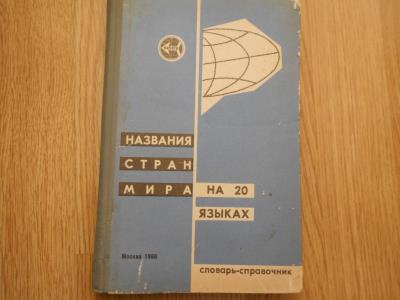 НАЗВАНИЯ
СТРАН
МИРА НА 20
ЯЗЫКАХ
Москва 1968
словарь-справочник